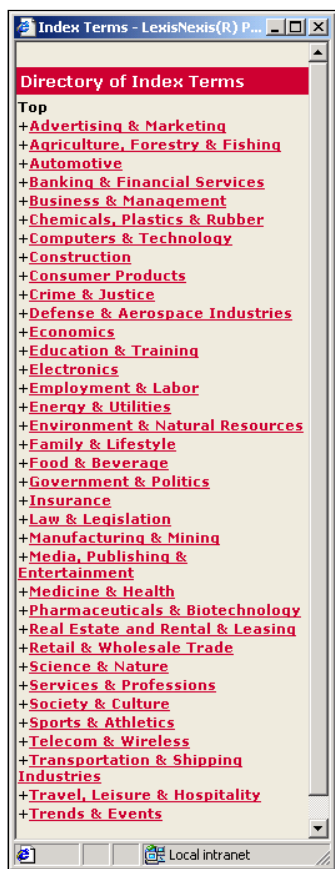 Index Terms - LexisNexis(R) P...
Directory of Index Terms
Top
+Advertising & Marketing
+Agriculture, Forestry & Fishing
+Automotive
+Banking & Financial Services
+Business & Management
+Chemicals, Plastics & Rubber
+Computers & Technology
+Construction
+Consumer Products
+Crime & Justice
+Defense & Aerospace Industries
+Economics
+Education & Training
+Electronics
+Employment & Labor
+Energy & Utilities
+Environment & Natural Resources
+Family & Lifestyle
+Food & Beverage
+Government & Politics
+Insurance
+Law & Legislation
+Manufacturing & Mining
+Media, Publishing &
Entertainment
+Medicine & Health
+Pharmaceuticals & Biotechnology
+Real Estate and Rental & Leasing
+Retail & Wholesale Trade
+Science & Nature
+Services & Professions
+Society & Culture
+Sports & Athletics
+Telecom & Wireless
+Transportation & Shipping
Industries
+Travel, Leisure & Hospitality
+Trends & Events
Local intranet